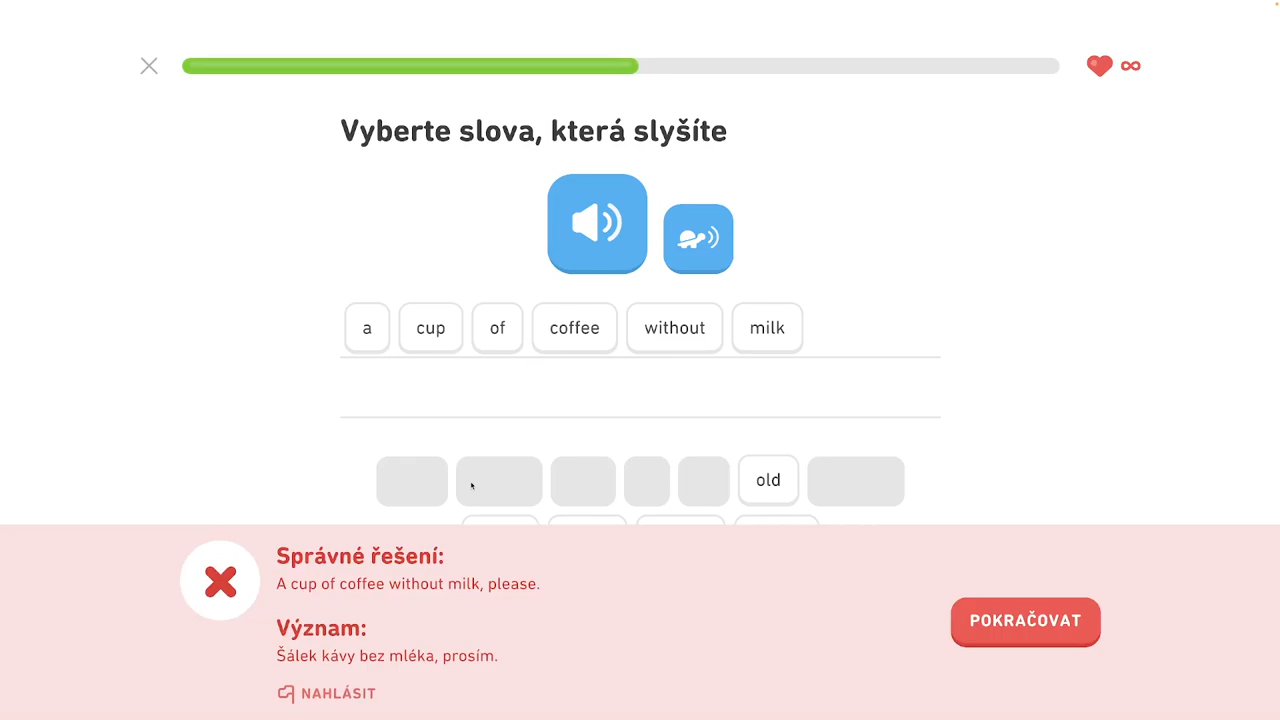 Vyberte slova, která slyšíte
a cup of coffee without milk
old
Správné řešení:
A cup of coffee without milk, please.
Význam:
Šálek kávy bez mléka, prosím.
POKRAČOVAT
NAHLÁSIT